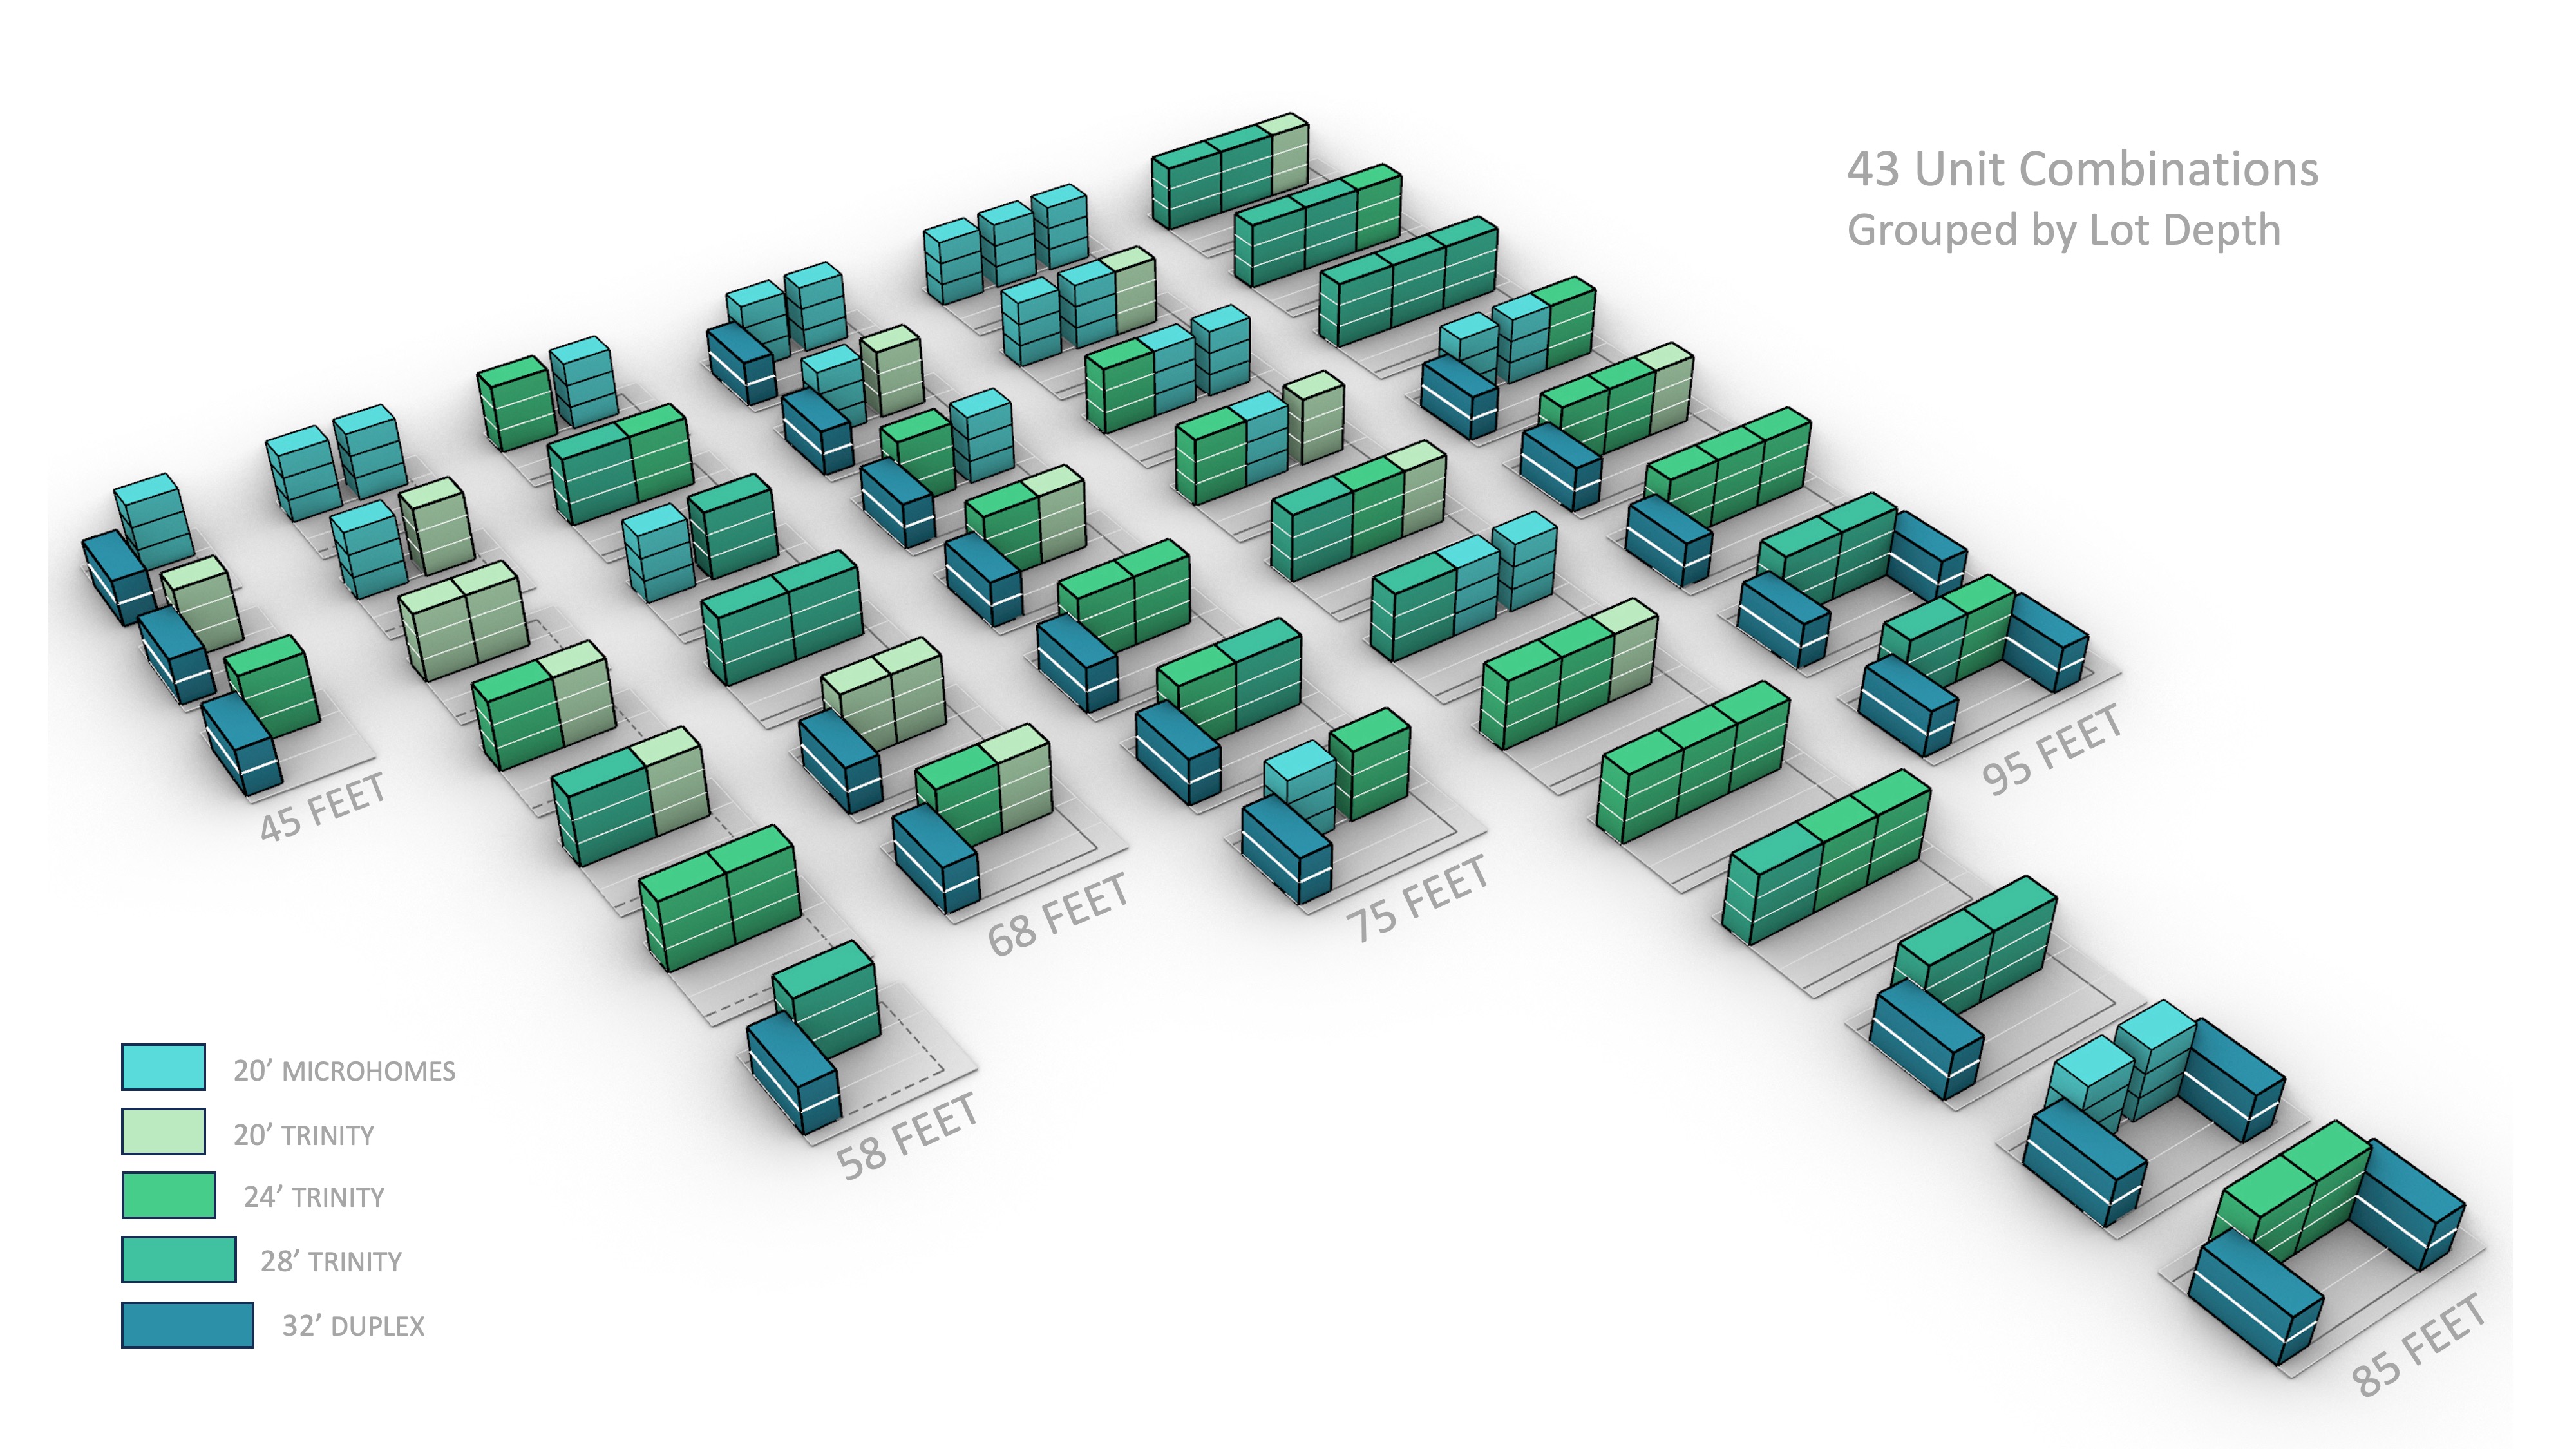 43 Unit Combinations
Grouped by Lot Depth
95 FEET
45 FEET
75 FEET
68 FEET
58 FEET
85 FEET
20’ MICROHOMES
20’ TRINITY
24’ TRINITY
28’ TRINITY
32’ DUPLEX